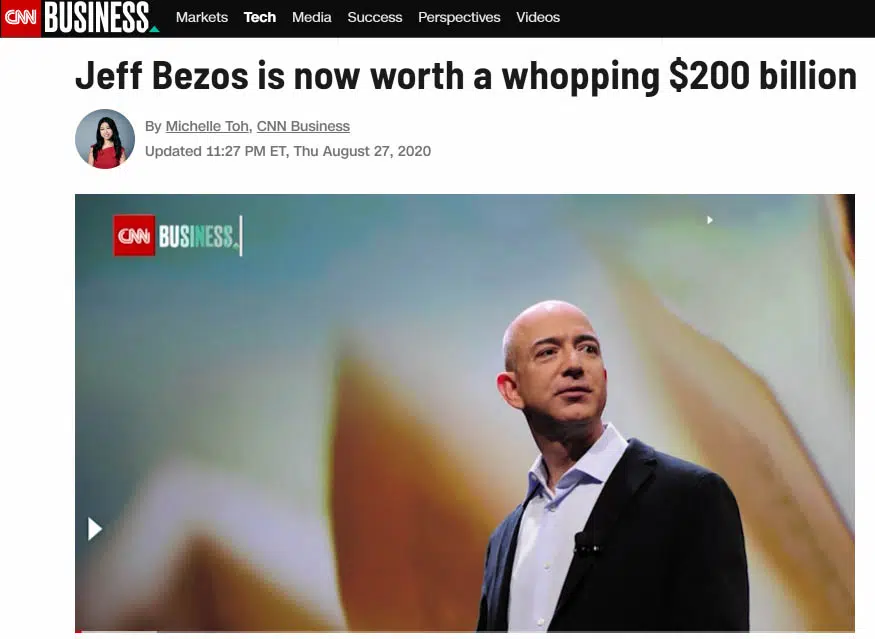 CNN BUSINESS Markets Tech Media Success Perspectives Videos
Jeff Bezos is now worth a whopping $200 billion
By Michelle Toh, CNN Business
Updated 11:27 PM ET, Thu August 27, 2020
CNN BUSINESS